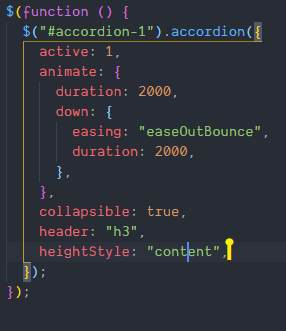 $(function () {
$("#accordion-1").accordion({
active: 1,
animate: {
duration: 2000,
down: {
easing: "easeOutBounce",
duration: 2000,
},
},
collapsible: true,
header: "h3",
heightStyle: "content",
});
});